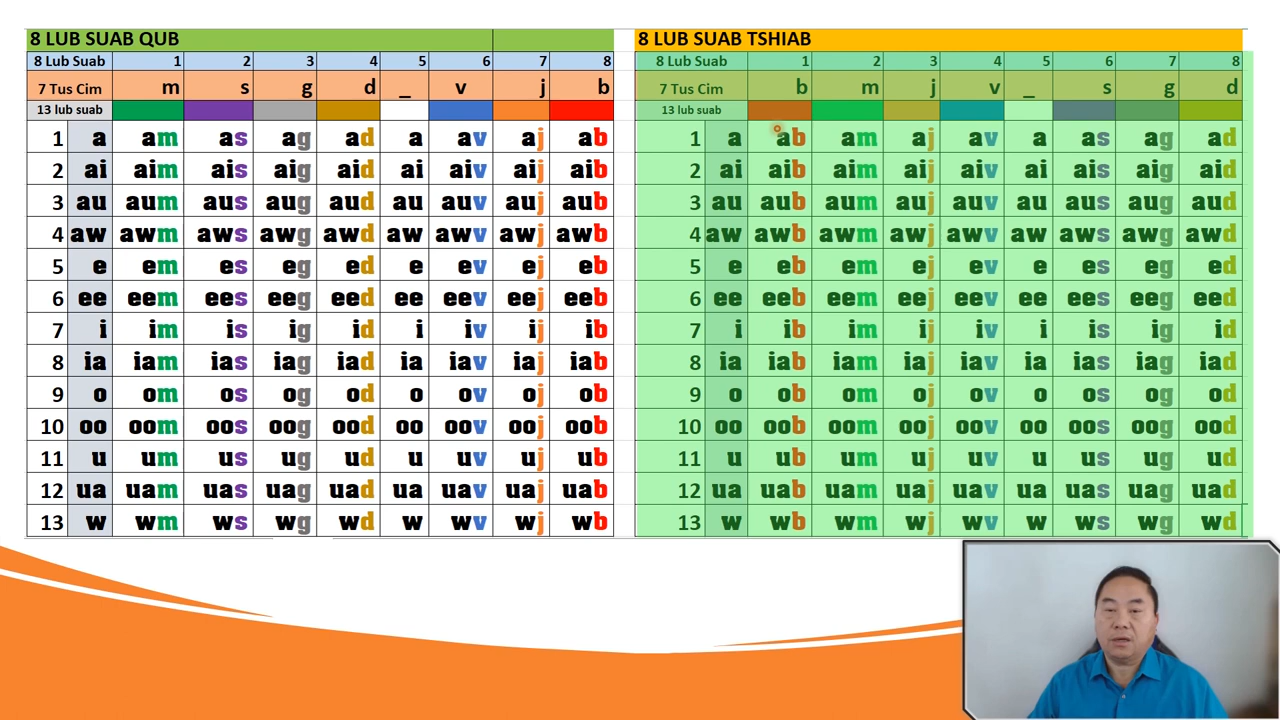 8 LUB SUAB QUB
8 Lub Suab 1 2 3 4 5 6 7 8
7 Tus Cim m s g d _ v j b
13 lub suab
1 a am as ag ad a av aj ab
2 ai aim ais aig aid ai aiv aij aib
3 au aum aus aug aud au auv auj aub
4 aw awm aws awg awd aw awv awj awb
5 e em es eg ed e ev ej eb
6 ee eem ees eeg eed ee eev eej eeb
7 i im is ig id i iv ij ib
8 ia iam ias iag iad ia iav iaj iab
9 o om os og od o ov oj ob
10 oo oom oos oog ood oo oov ooj oob
11 u um us ug ud u uv uj ub
12 ua uam uas uag uad ua uav uaj uab
13 w wm ws wg wd w wv wj wb
8 LUB SUAB TSHIAB
8 Lub Suab 1 2 3 4 5 6 7 8
7 Tus Cim b m j v _ s g d
13 lub suab
1 a ab am aj av a as ag ad
2 ai aib aim aij aiv ai ais aig aid
3 au aub aum auj auv au aus aug aud
4 aw awb awm awj awv aw aws awg awd
5 e eb em ej ev e es eg ed
6 ee eeb eem eej eev ee ees eeg eed
7 i ib im ij iv i is ig id
8 ia iab iam iaj iav ia ias iag iad
9 o ob om oj ov o os og od
10 oo oob oom ooj oov oo oos oog ood
11 u ub um uj uv u us ug ud
12 ua uab uam uaj uav ua uas uag uad
13 w wb wm wj wv w ws wg wd